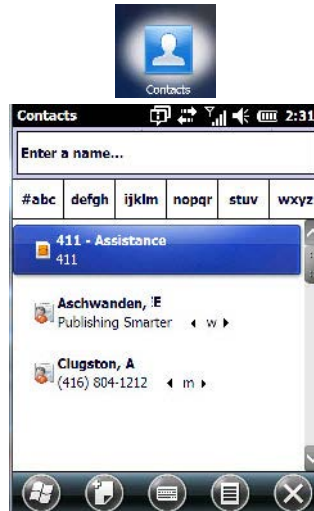 Contacts
Contacts 2:31
Enter a name...
#abc defgh ijklm nopqr stuv wxyz
411 - Assistance
411
Aschwanden, E
Publishing Smarter w
Clugston, A
(416) 804-1212 m